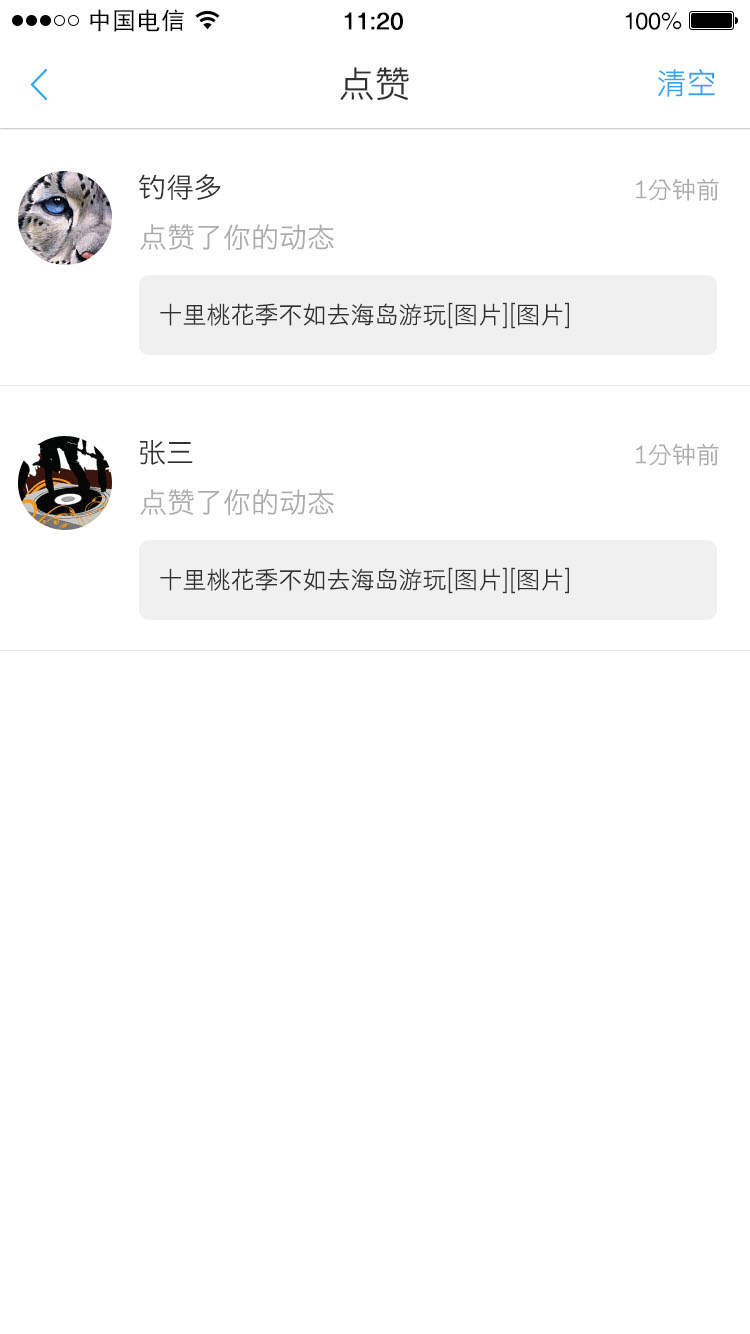 中国电信
11:20
100%
点赞
清空
钓得多
1分钟前
点赞了你的动态
十里桃花季不如去海岛游玩[图片][图片]
张三
1分钟前
点赞了你的动态
十里桃花季不如去海岛游玩[图片][图片]